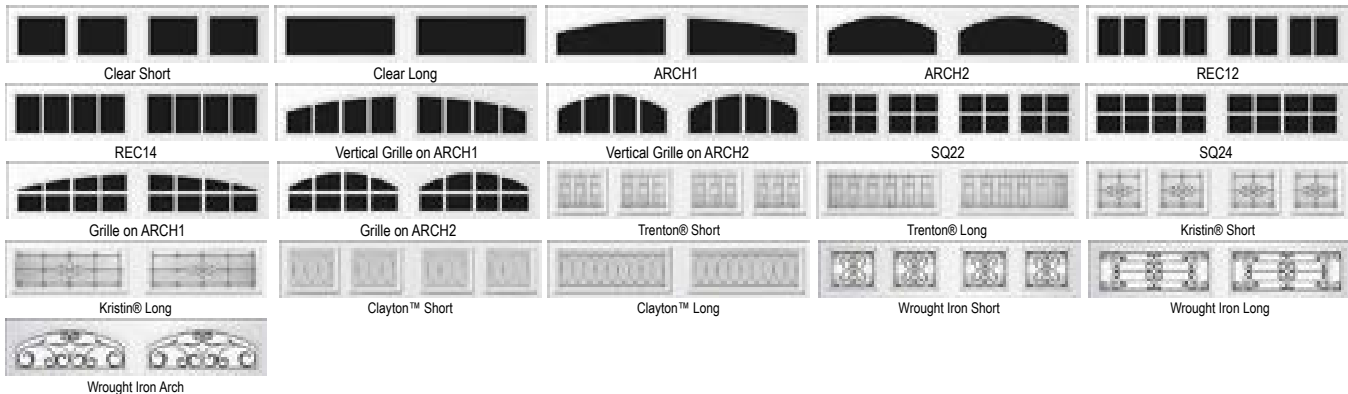 Clear Short
Clear Long
ARCH1
ARCH2
REC12
REC14
Vertical Grille on ARCH1
Vertical Grille on ARCH2
SQ22
SQ24
Grille on ARCH1
Grille on ARCH2
Trenton® Short
Trenton® Long
Kristin® Short
Kristin® Long
Clayton™ Short
Clayton™ Long
Wrought Iron Short
Wrought Iron Long
Wrought Iron Arch